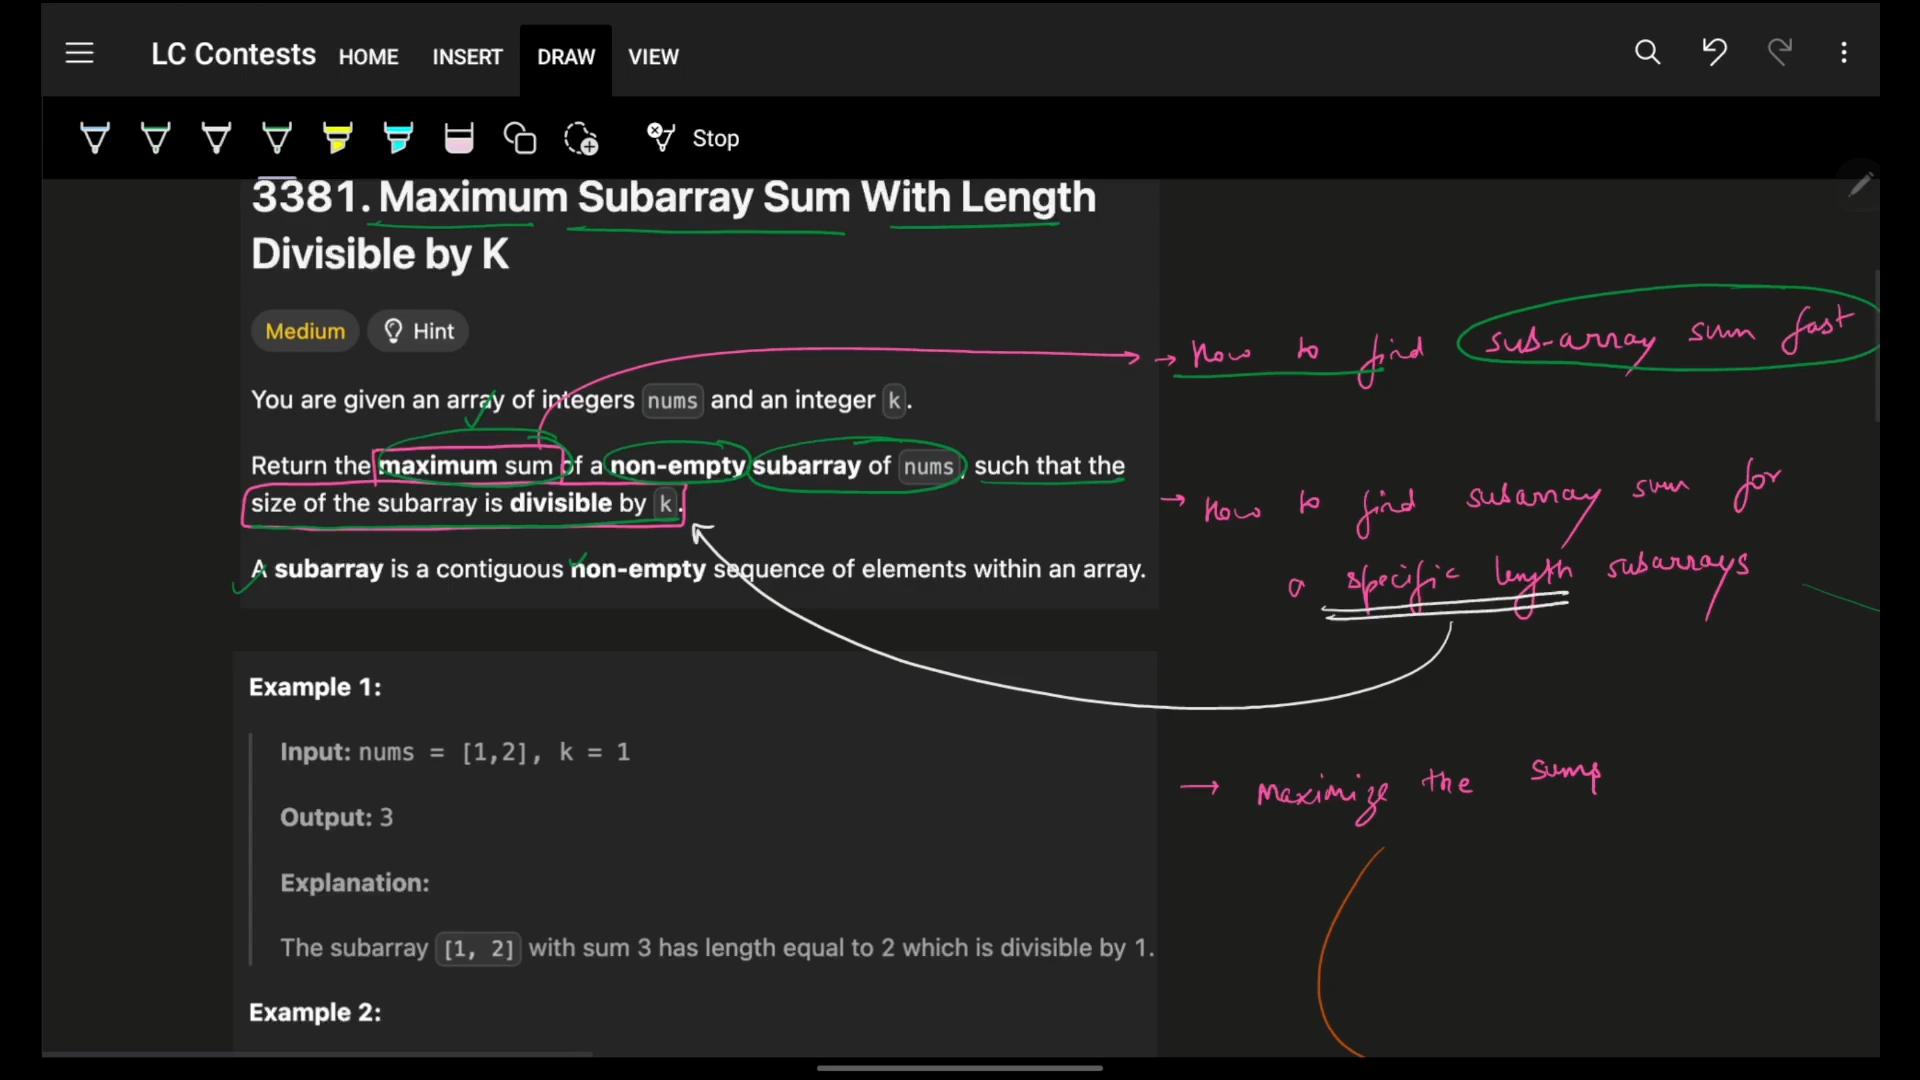 LC Contests HOME INSERT DRAW VIEW
Stop
3381. Maximum Subarray Sum With Length
Divisible by K
Medium Hint
→ How to find sub-array sum fast
You are given an array of integers nums and an integer k.
Return the maximum sum of a non-empty subarray of nums, such that the
size of the subarray is divisible by k.
→ How to find subarray sum for
a specific length subarrays
A subarray is a contiguous non-empty sequence of elements within an array.
Example 1:
Input: nums = [1,2], k = 1
→ Maximize the sums
Output: 3
Explanation:
The subarray [1, 2] with sum 3 has length equal to 2 which is divisible by 1.
Example 2: